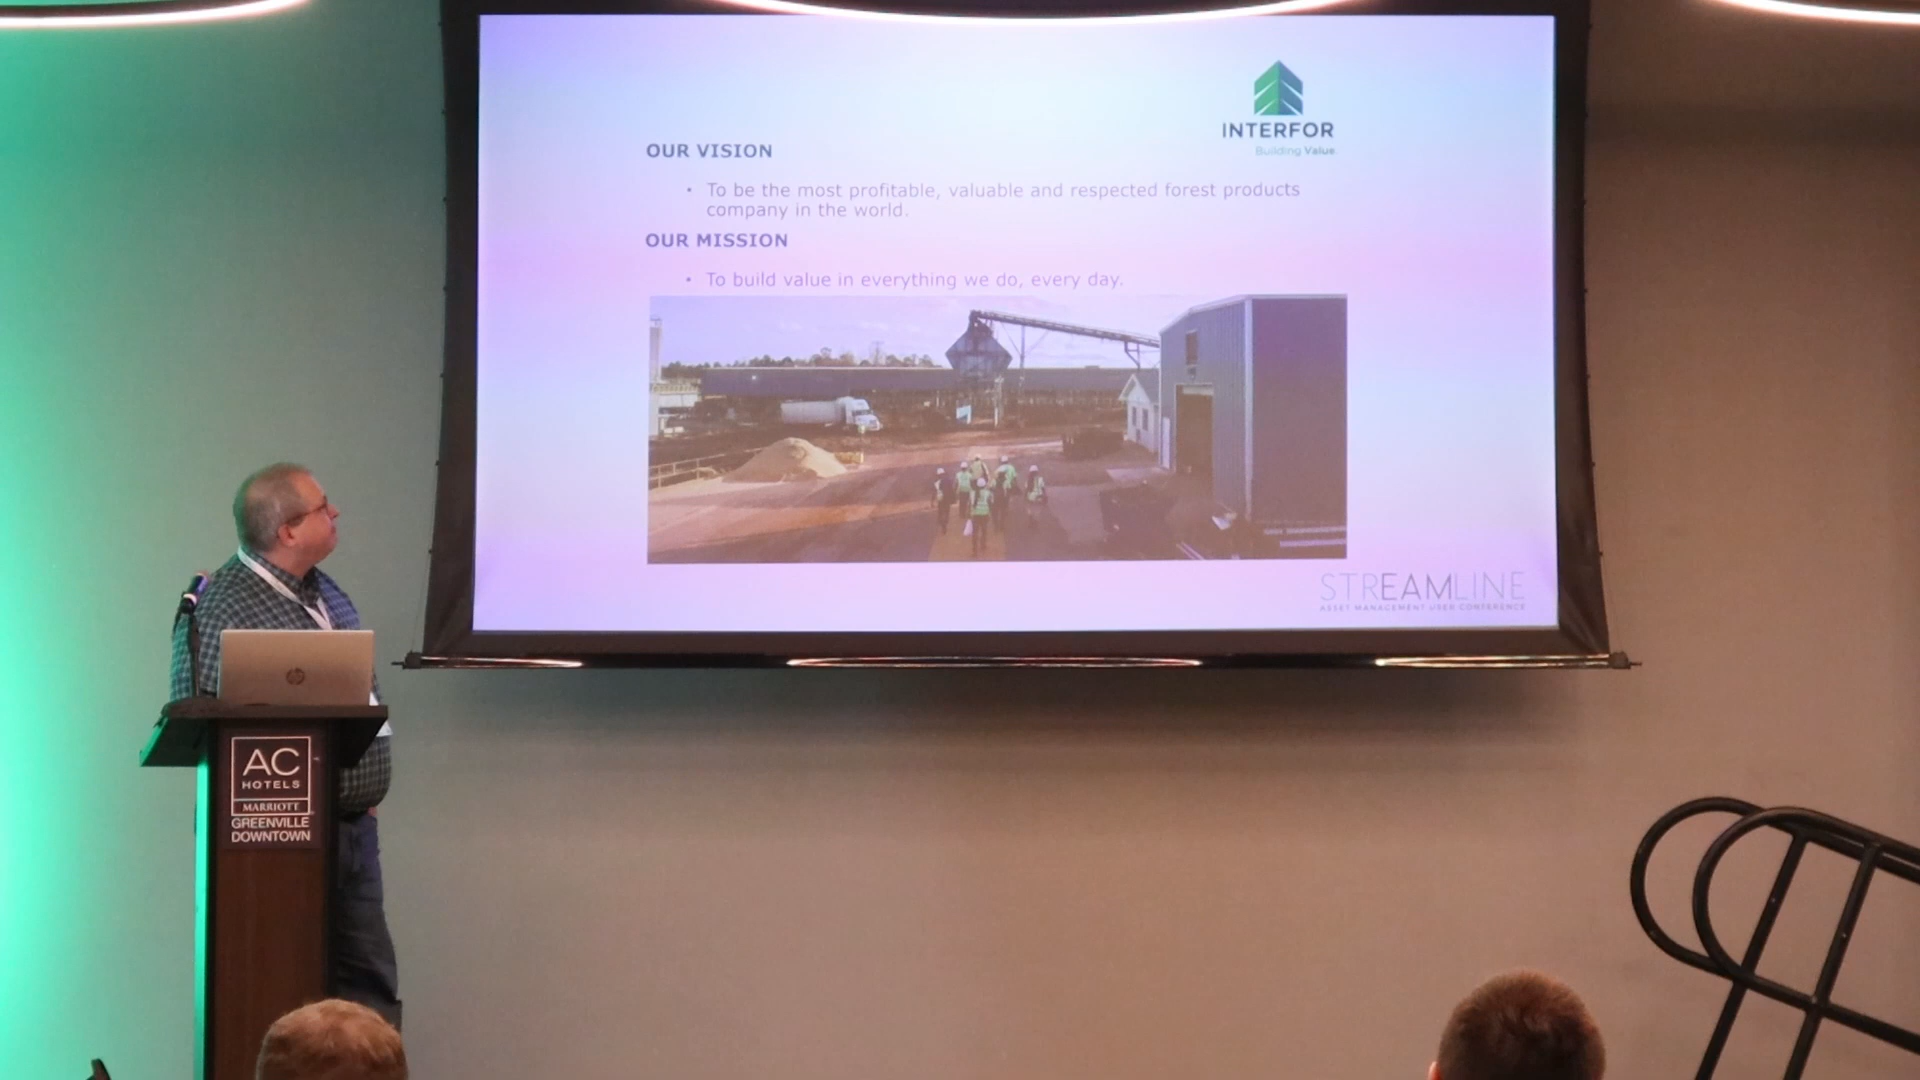 INTERFOR
Building Value.
OUR VISION
• To be the most profitable, valuable and respected forest products
company in the world.
OUR MISSION
• To build value in everything we do, every day.
STREAMLINE
ASSET MANAGEMENT USER CONFERENCE
hp
AC
HOTELS
MARRIOTT
GREENVILLE
DOWNTOWN